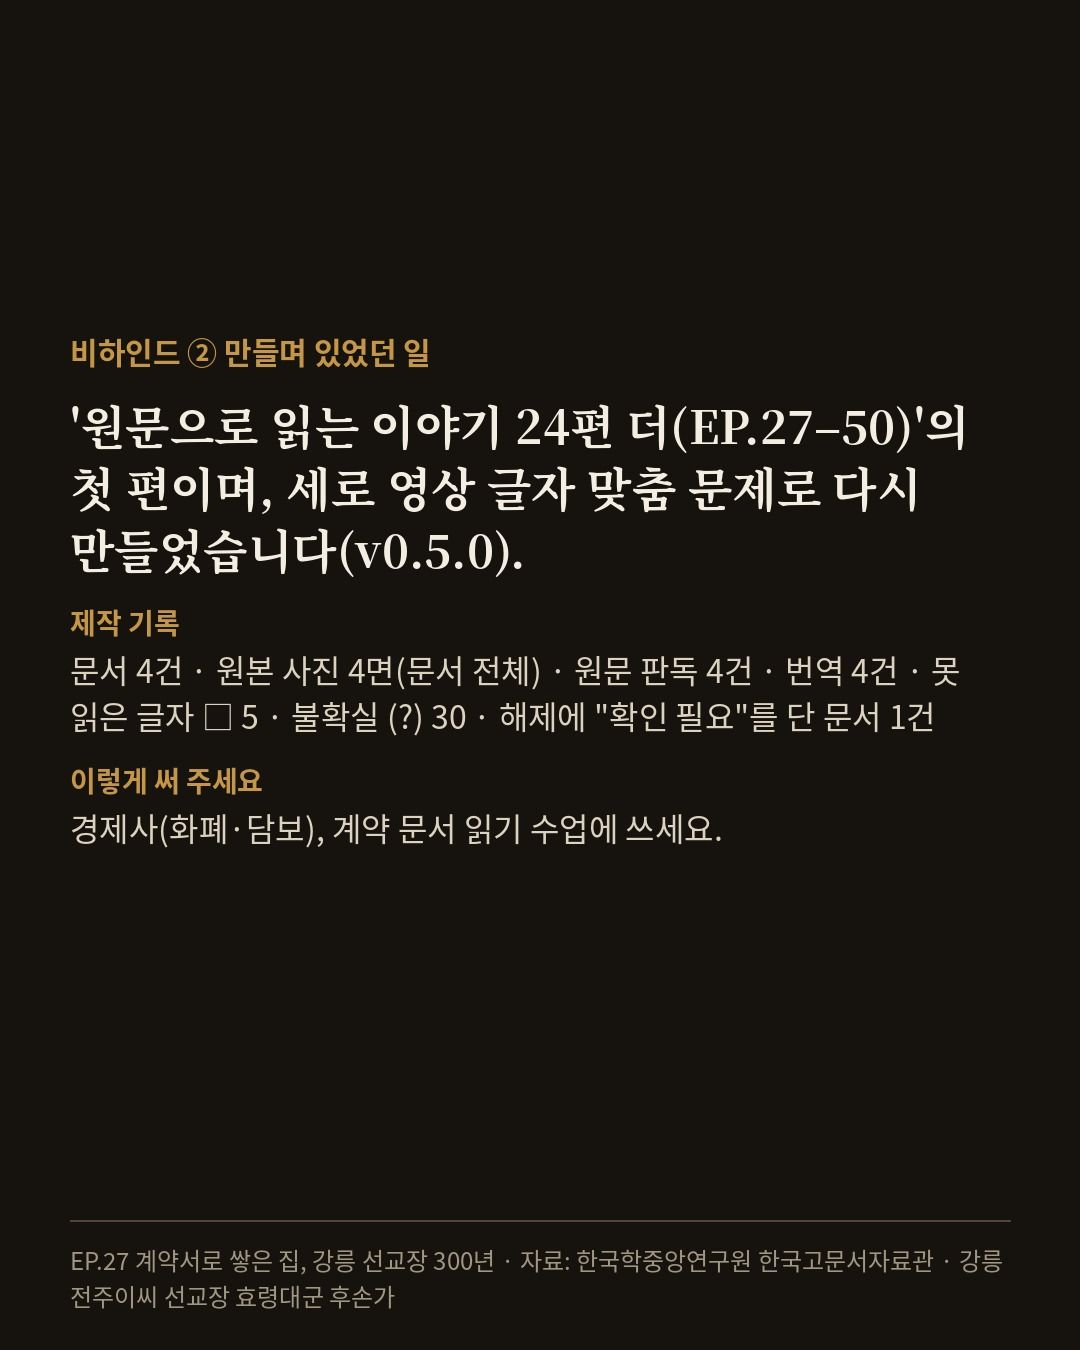 비하인드 ② 만들며 있었던 일
'원문으로 읽는 이야기 24편 더(EP.27–50)'의
첫 편이며, 세로 영상 글자 맞춤 문제로 다시
만들었습니다(v0.5.0).
제작 기록
문서 4건 · 원본 사진 4면(문서 전체) · 원문 판독 4건 · 번역 4건 · 못
읽은 글자 □ 5 · 불확실 (?) 30 · 해제에 "확인 필요"를 단 문서 1건
이렇게 써 주세요
경제사(화폐·담보), 계약 문서 읽기 수업에 쓰세요.
EP.27 계약서로 쌓은 집, 강릉 선교장 300년 · 자료: 한국학중앙연구원 한국고문서자료관 · 강릉
전주이씨 선교장 효령대군 후손가